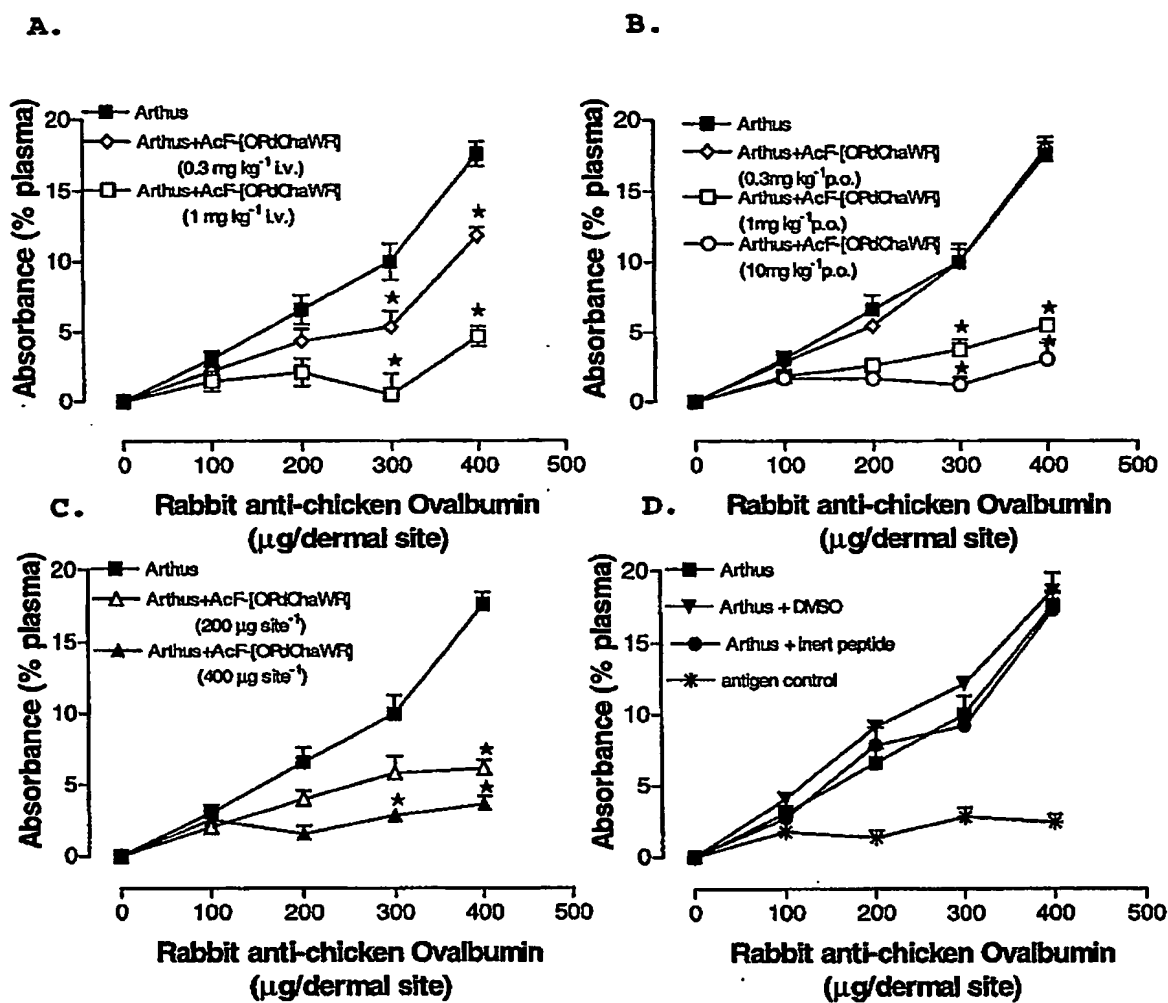 A.
Absorbance (% plasma)
20
15
10
5
0
Arthus
Arthus+AcF-[OPdChaWR]
(0.3 mg kg⁻¹ i.v.)
Arthus+AcF-[OPdChaWR]
(1 mg kg⁻¹ i.v.)
0 100 200 300 400 500
Rabbit anti-chicken Ovalbumin
(µg/dermal site)
B.
Absorbance (% plasma)
20
15
10
5
0
Arthus
Arthus+AcF-[OPdChaWR]
(0.3mg kg⁻¹p.o.)
Arthus+AcF-[OPdChaWR]
(1mg kg⁻¹p.o.)
Arthus+AcF-[OPdChaWR]
(10mg kg⁻¹p.o.)
0 100 200 300 400 500
Rabbit anti-chicken Ovalbumin
(µg/dermal site)
C.
Absorbance (% plasma)
20
15
10
5
0
Arthus
Arthus+AcF-[OPdChaWR]
(200 µg site⁻¹)
Arthus+AcF-[OPdChaWR]
(400 µg site⁻¹)
0 100 200 300 400 500
Rabbit anti-chicken Ovalbumin
(µg/dermal site)
D.
Absorbance (% plasma)
20
15
10
5
0
Arthus
Arthus + DMSO
Arthus + Inert peptide
antigen control
0 100 200 300 400 500
Rabbit anti-chicken Ovalbumin
(µg/dermal site)